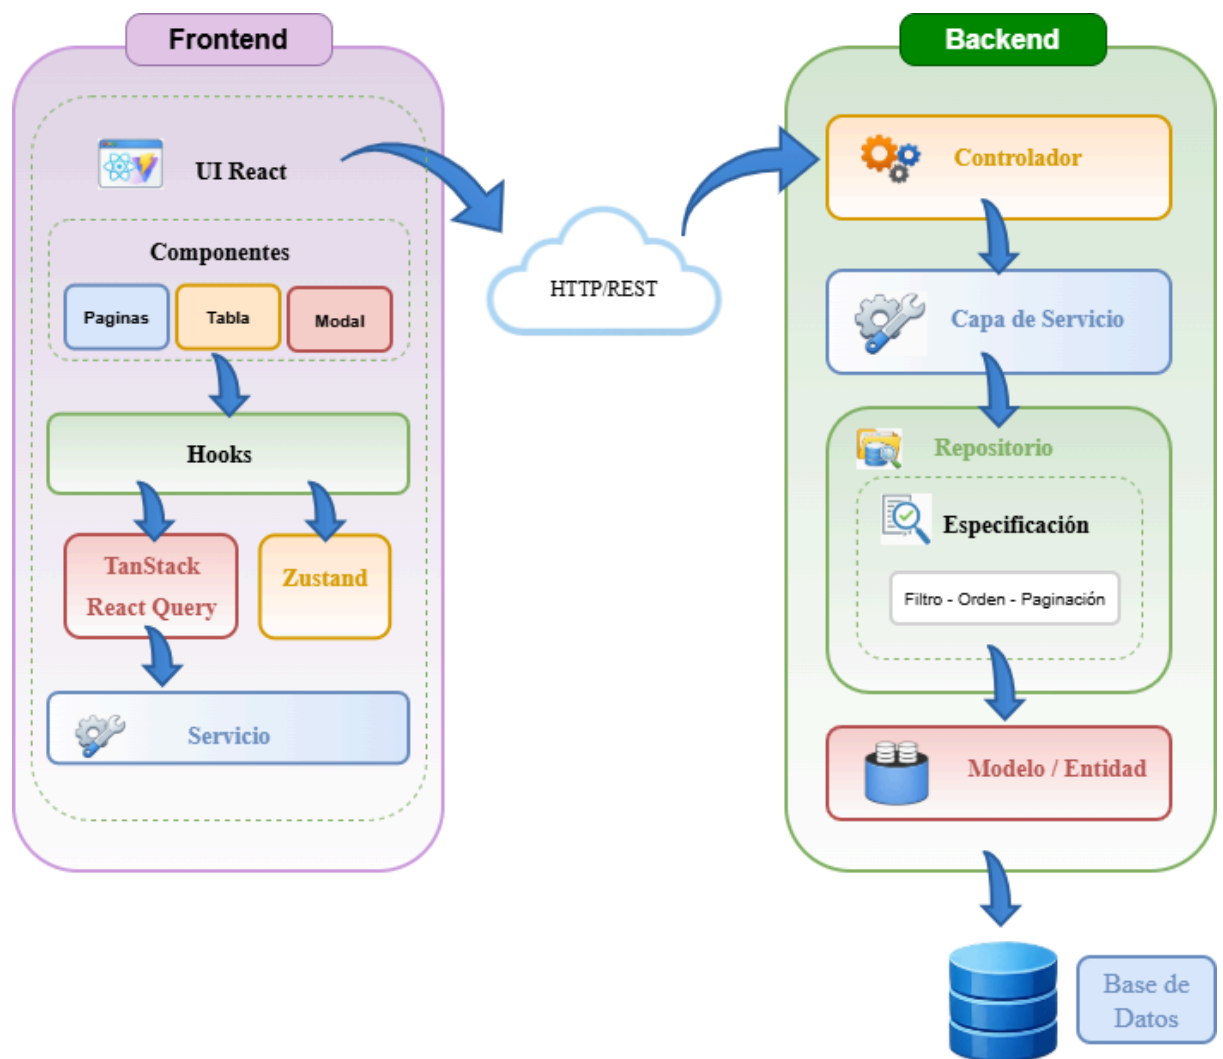 Frontend
UI React
Componentes
Paginas
Tabla
Modal
Hooks
TanStack
React Query
Zustand
Servicio
HTTP/REST
Backend
Controlador
Capa de Servicio
Repositorio
Especificación
Filtro - Orden - Paginación
Modelo / Entidad
Base de
Datos